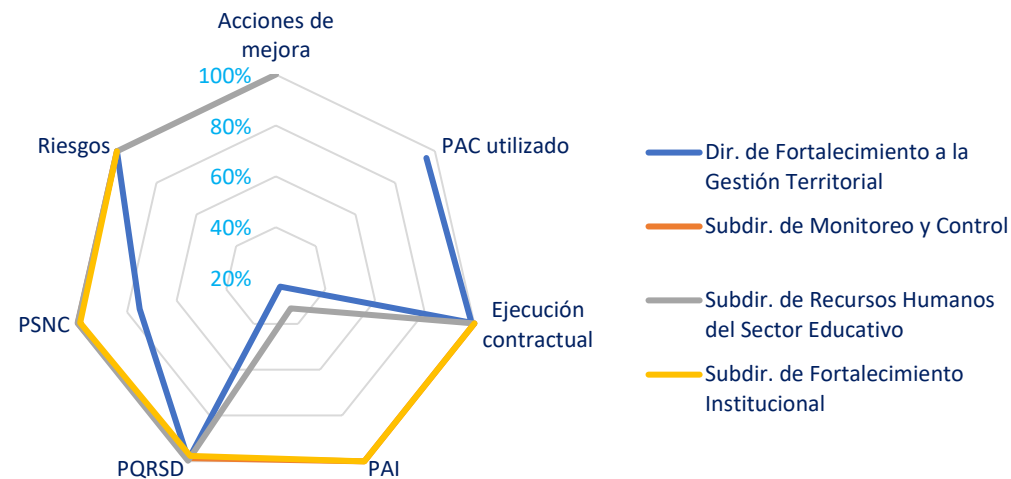 Acciones de
mejora
100%
80%
60%
40%
20%
PAC utilizado
Ejecución
contractual
PAI
PQRSD
PSNC
Riesgos
Dir. de Fortalecimiento a la
Gestión Territorial
Subdir. de Monitoreo y Control
Subdir. de Recursos Humanos
del Sector Educativo
Subdir. de Fortalecimiento
Institucional